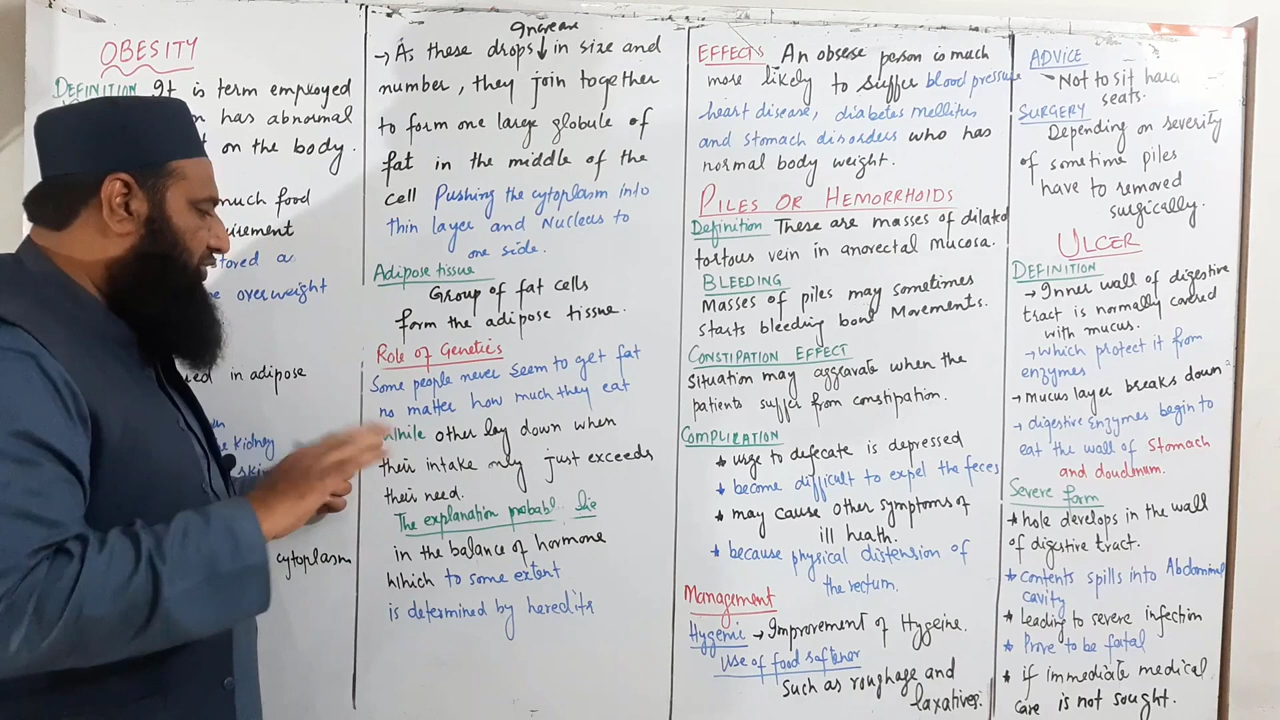 OBESITY
DEFINITION It is term employed
has abnormal
on the body.
much food
stored a
overweight
in adipose
kidney
cytoplasm
Increase
→ As these drops ↓ in size and
number, they join together
to form one large globule of
fat in the middle of the
cell Pushing the cytoplasm into
thin layer and Nucleus to
one side.
Adipose tissue
Group of fat cells
form the adipose tissue.
Role of Genetics
Some people never seem to get fat
no matter how much they eat
While other lay down when
their intake only just exceeds
their need.
The explanation probabl. lie
in the balance of hormone
Which to some extent
is determined by heredits
EFFECTS An obsese person is much
more likely to suffer blood pressure
heart disease, diabetes mellitus
and stomach disorders who has
normal body weight.
PILES OR HEMORRHOIDS
Definition These are masses of dilated
tortous vein in anorectal mucosa.
BLEEDING
Masses of piles may sometimes
starts bleeding bowl Movements.
CONSTIPATION EFFECT
Situation may aggravate when the
patients suffer from constipation.
COMPLICATION
* urge to defecate is depressed
* become difficult to expel the feces
* may cause other symptoms of
ill heath.
* because physical distension of
the rectum.
Management
Hygemi → Improvement of Hygeine.
Use of food softener
Such as roughage and
laxatives.
ADVICE
- Not to sit hard
seats.
SURGERY
Depending on severity
of sometime piles
have to removed
surgically.
ULCER
DEFINITION
→ Inner wall of digestive
tract is normally covered
with mucus.
→ which protect it from
enzymes
→ Mucus layer breaks down
→ digestive enzymes begin to
eat the wall of Stomach
and doudenum.
Severe form
* hole develops in the wall
of digestive tract.
* contents spills into Abdominal
cavity
* Leading to severe infection
* Prove to be fatal
* if immediate medical
care is not sought.